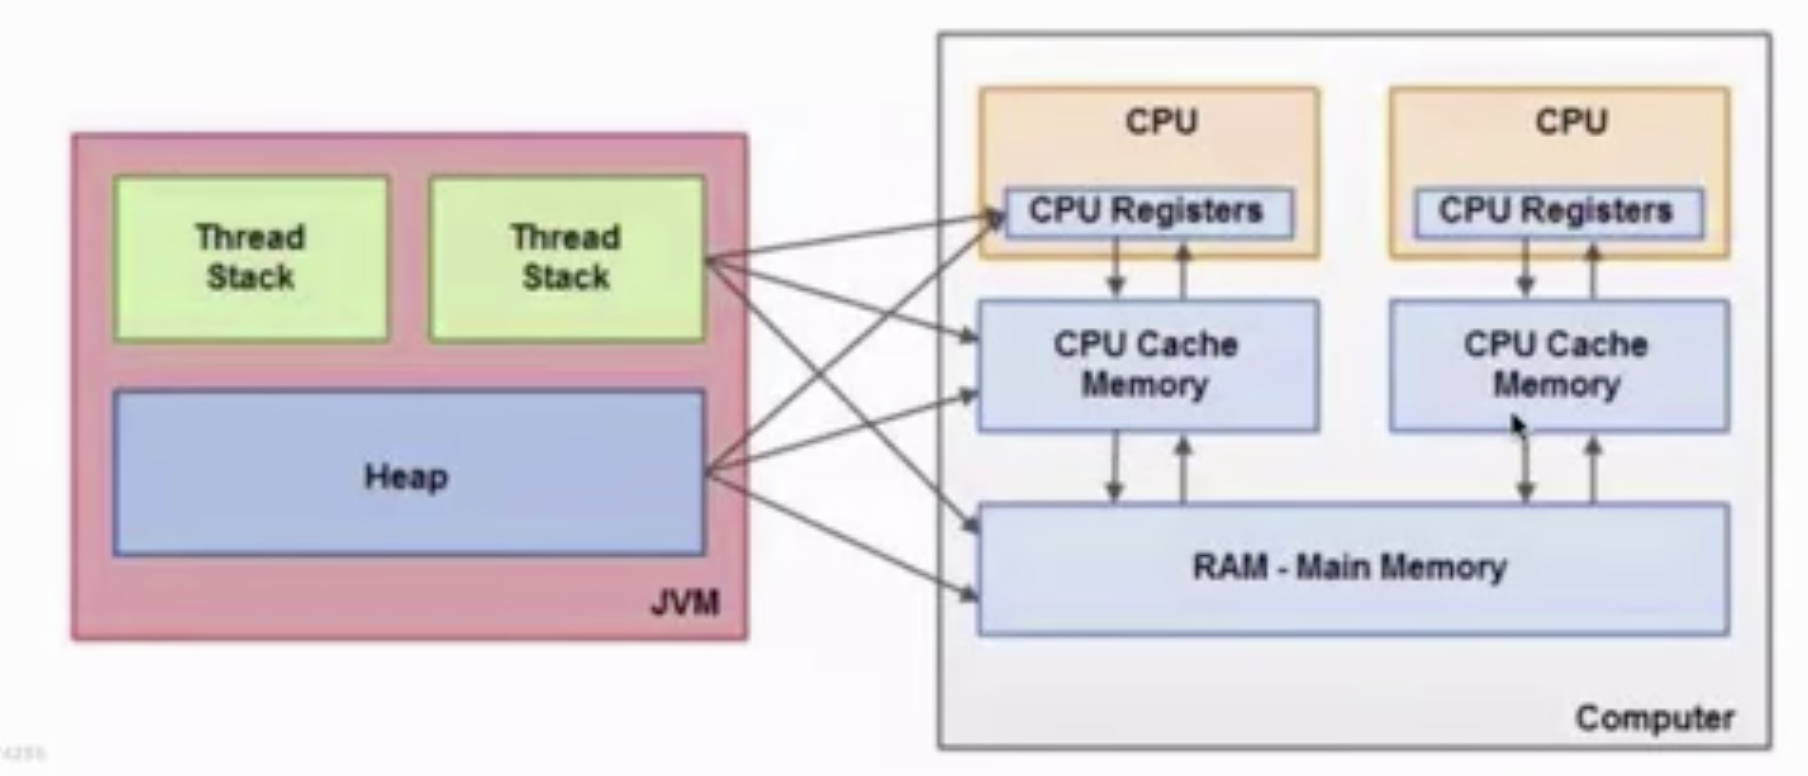 Thread
Stack
Thread
Stack
Heap
JVM
CPU
CPU Registers
CPU Cache
Memory
CPU
CPU Registers
CPU Cache
Memory
RAM - Main Memory
Computer